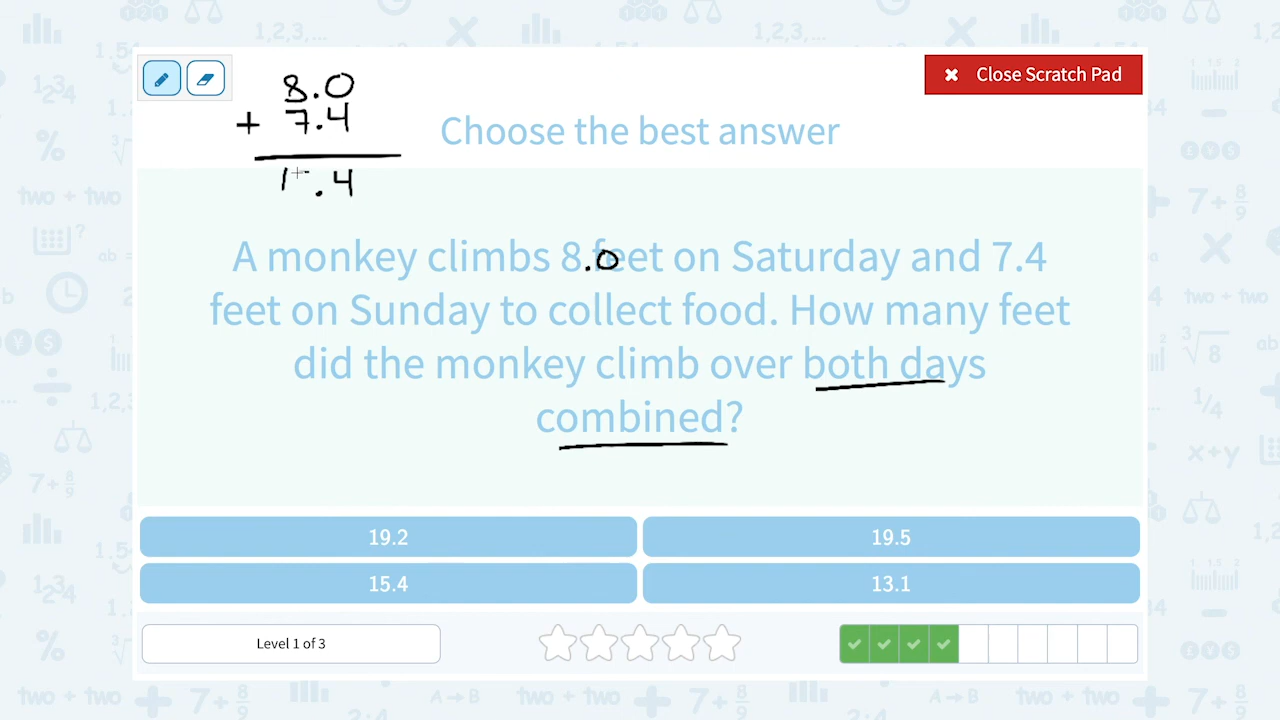 8.0
+ 7.4
1 .4
Close Scratch Pad
Choose the best answer
A monkey climbs 8.0 feet on Saturday and 7.4
feet on Sunday to collect food. How many feet
did the monkey climb over both days
combined?
19.2
19.5
15.4
13.1
Level 1 of 3